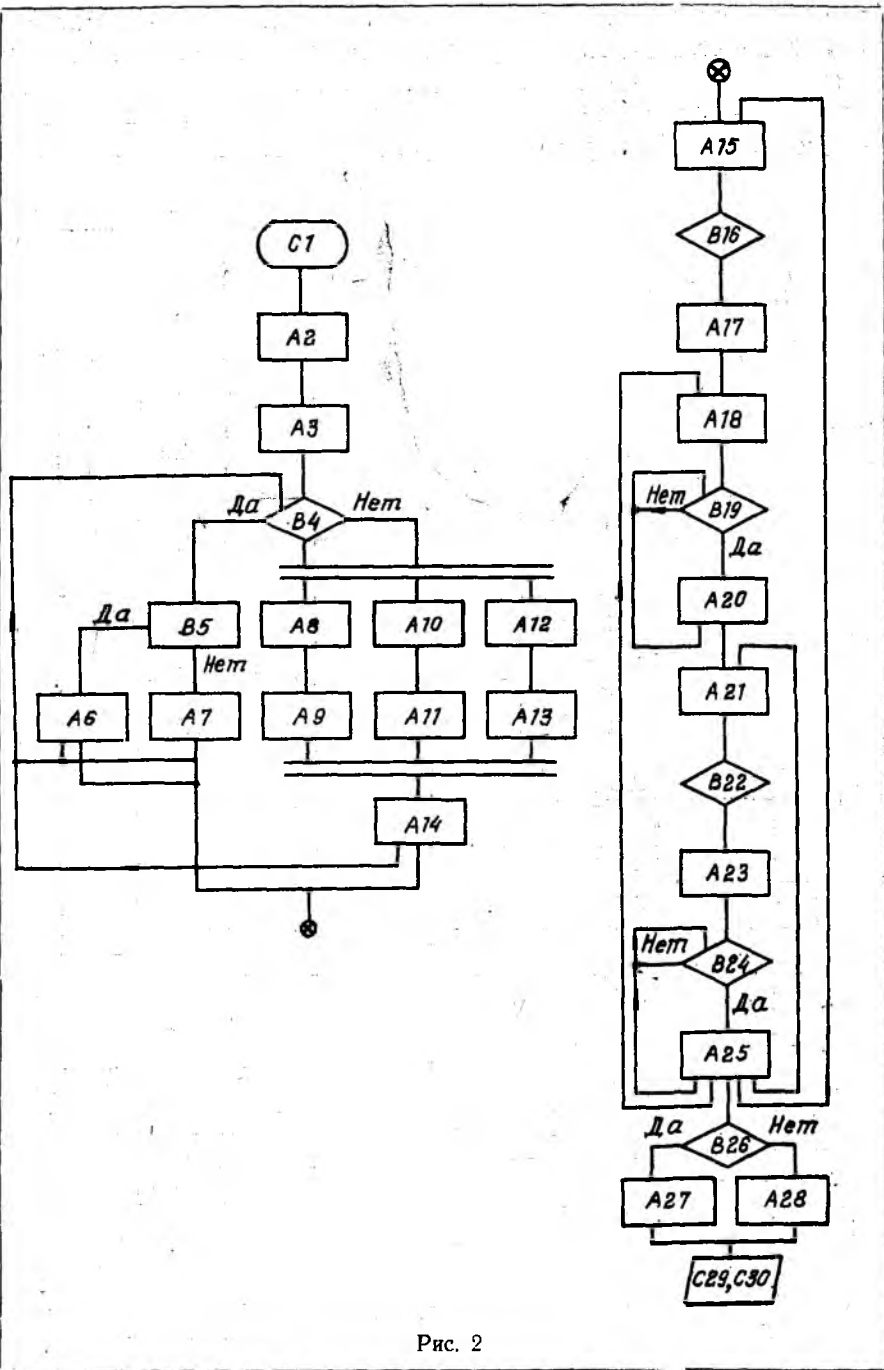 C1
A2
A3
Да
B4
Нет
Да
B5
A8
A10
A12
Нет
A6
A7
A9
A11
A13
A14
A15
B16
A17
A18
Нет
B19
Да
A20
A21
B22
A23
Нет
B24
Да
A25
Да
B26
Нет
A27
A28
C29, C30
Рис. 2